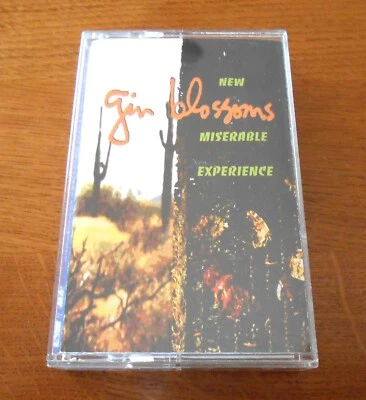 NEW
gin blossoms
MISERABLE
EXPERIENCE